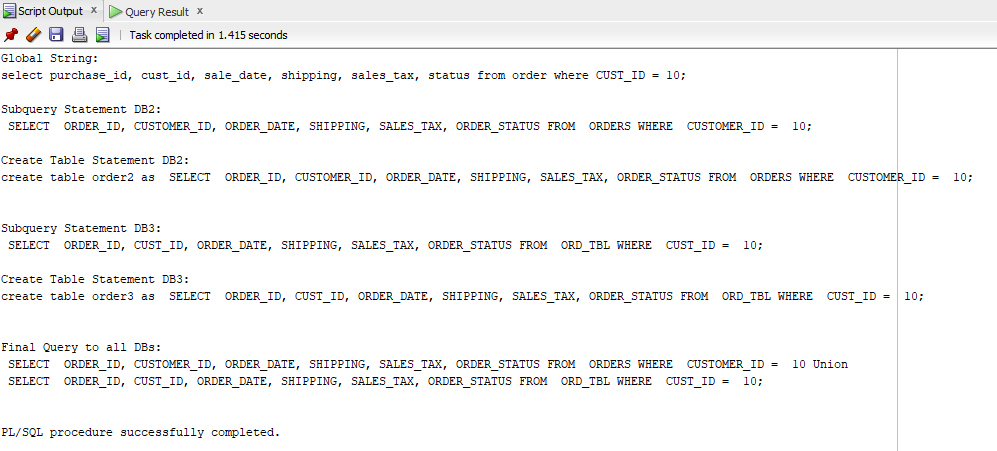 Script Output x Query Result x
Task completed in 1.415 seconds
Global String:
select purchase_id, cust_id, sale_date, shipping, sales_tax, status from order where CUST_ID = 10;
Subquery Statement DB2:
SELECT  ORDER_ID, CUSTOMER_ID, ORDER_DATE, SHIPPING, SALES_TAX, ORDER_STATUS FROM  ORDERS WHERE  CUSTOMER_ID =  10;
Create Table Statement DB2:
create table order2 as  SELECT  ORDER_ID, CUSTOMER_ID, ORDER_DATE, SHIPPING, SALES_TAX, ORDER_STATUS FROM  ORDERS WHERE  CUSTOMER_ID =  10;
Subquery Statement DB3:
SELECT  ORDER_ID, CUST_ID, ORDER_DATE, SHIPPING, SALES_TAX, ORDER_STATUS FROM  ORD_TBL WHERE  CUST_ID =  10;
Create Table Statement DB3:
create table order3 as  SELECT  ORDER_ID, CUST_ID, ORDER_DATE, SHIPPING, SALES_TAX, ORDER_STATUS FROM  ORD_TBL WHERE  CUST_ID =  10;
Final Query to all DBs:
SELECT  ORDER_ID, CUSTOMER_ID, ORDER_DATE, SHIPPING, SALES_TAX, ORDER_STATUS FROM  ORDERS WHERE  CUSTOMER_ID =  10 Union
SELECT  ORDER_ID, CUST_ID, ORDER_DATE, SHIPPING, SALES_TAX, ORDER_STATUS FROM  ORD_TBL WHERE  CUST_ID =  10;
PL/SQL procedure successfully completed.